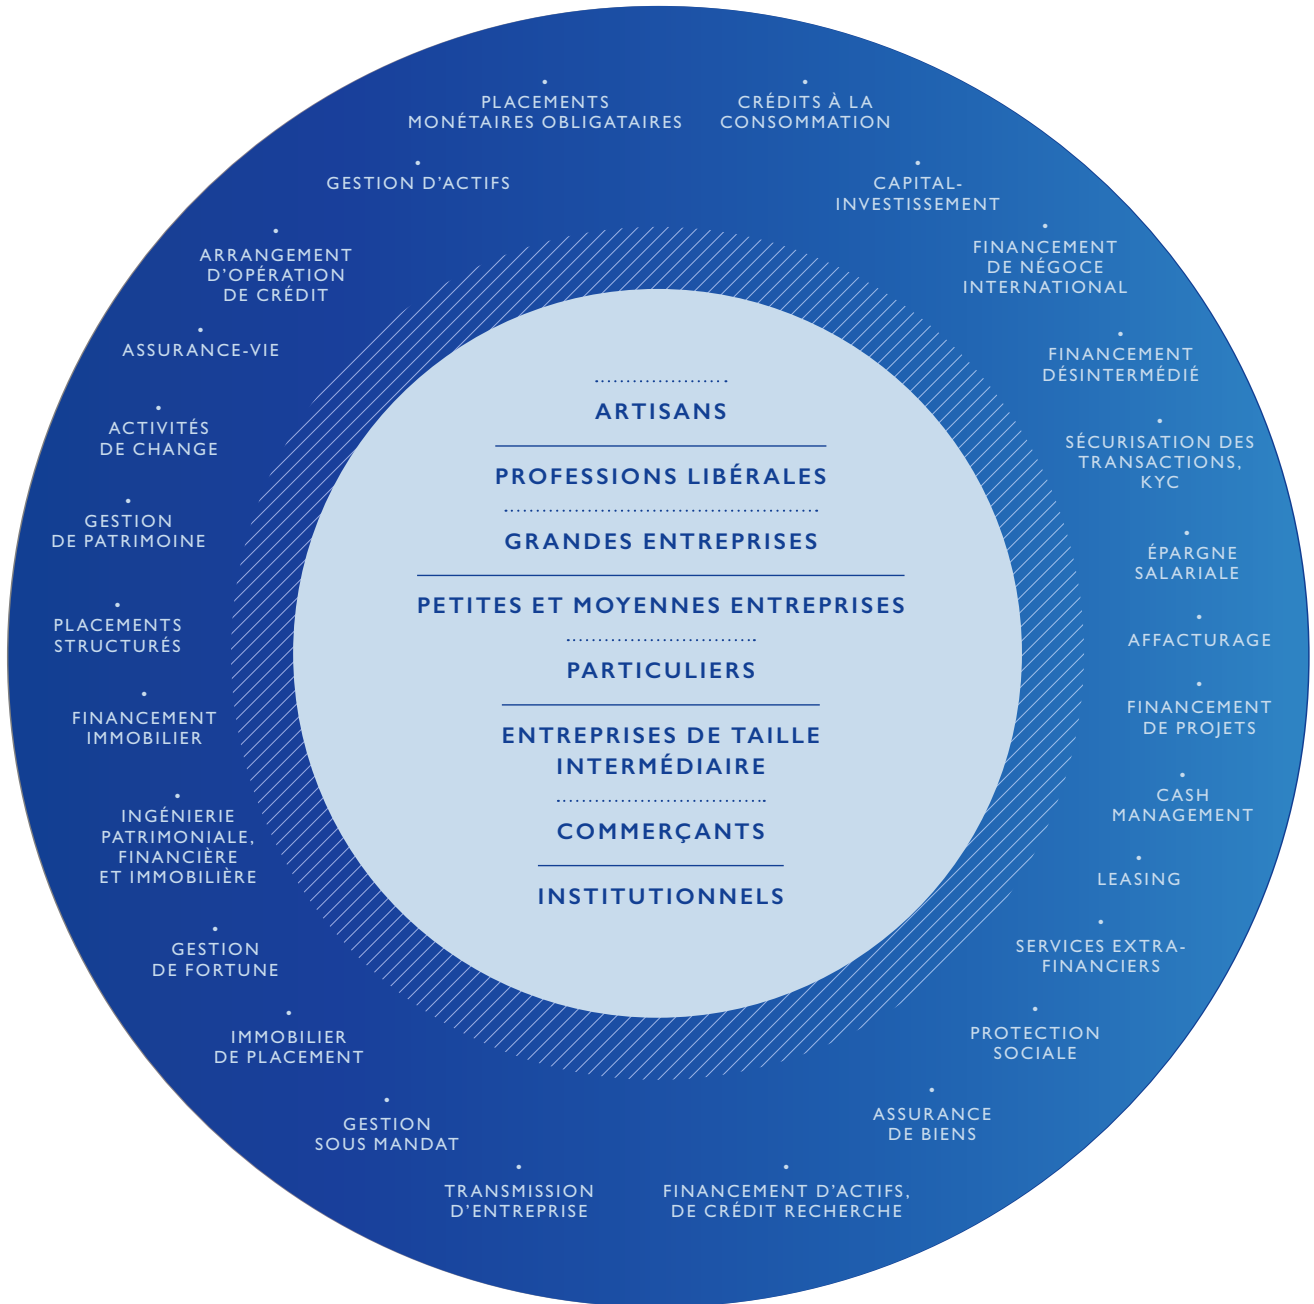 PLACEMENTS
MONÉTAIRES OBLIGATAIRES
CRÉDITS À LA
CONSOMMATION
CAPITAL-
INVESTISSEMENT
FINANCEMENT
DE NÉGOCE
INTERNATIONAL
FINANCEMENT
DÉSINTERMÉDIÉ
SÉCURISATION DES
TRANSACTIONS,
KYC
ÉPARGNE
SALARIALE
AFFACTURAGE
FINANCEMENT
DE PROJETS
CASH
MANAGEMENT
LEASING
SERVICES EXTRA-
FINANCIERS
PROTECTION
SOCIALE
ASSURANCE
DE BIENS
FINANCEMENT D’ACTIFS,
DE CRÉDIT RECHERCHE
TRANSMISSION
D’ENTREPRISE
GESTION
SOUS MANDAT
IMMOBILIER
DE PLACEMENT
GESTION
DE FORTUNE
INGÉNIERIE
PATRIMONIALE,
FINANCIÈRE
ET IMMOBILIÈRE
FINANCEMENT
IMMOBILIER
PLACEMENTS
STRUCTURÉS
GESTION
DE PATRIMOINE
ACTIVITÉS
DE CHANGE
ASSURANCE-VIE
ARRANGEMENT
D’OPÉRATION
DE CRÉDIT
GESTION D’ACTIFS
ARTISANS
PROFESSIONS LIBÉRALES
GRANDES ENTREPRISES
PETITES ET MOYENNES ENTREPRISES
PARTICULIERS
ENTREPRISES DE TAILLE
INTERMÉDIAIRE
COMMERÇANTS
INSTITUTIONNELS